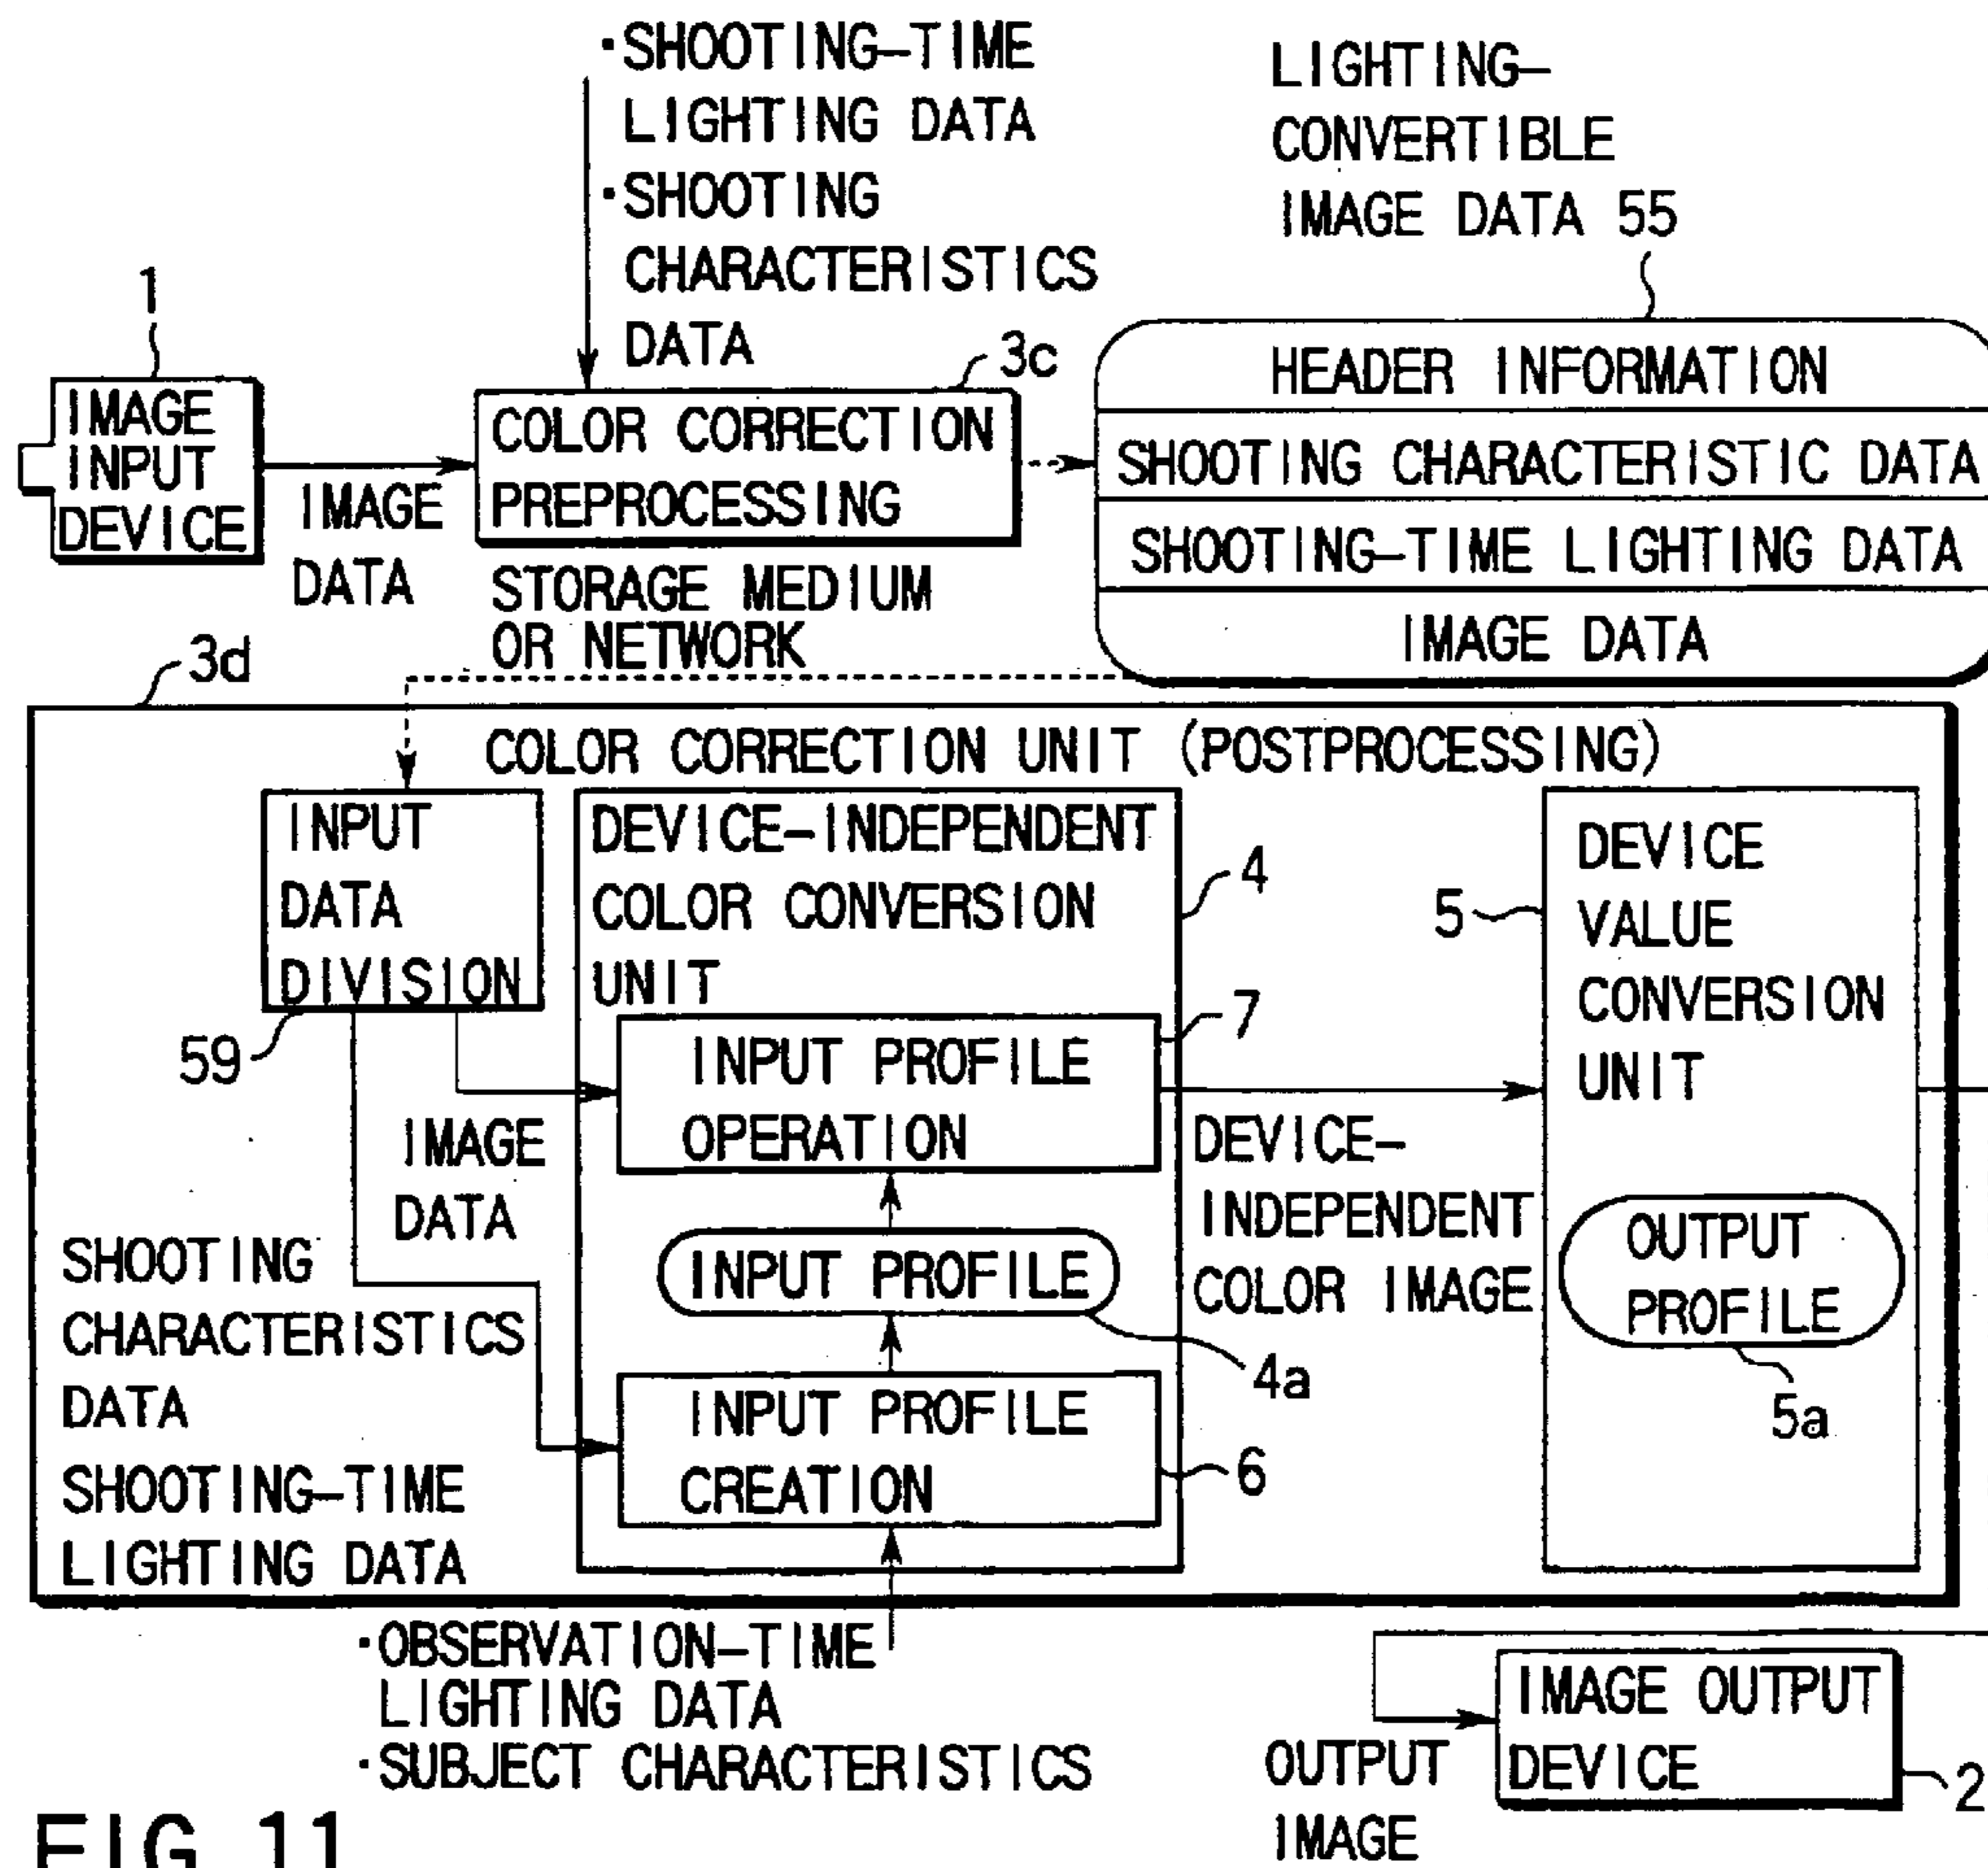 ·SHOOTING-TIME
LIGHTING DATA
·SHOOTING
CHARACTERISTICS
DATA
LIGHTING-
CONVERTIBLE
IMAGE DATA 55
1
IMAGE
INPUT
DEVICE
IMAGE
DATA
3c
COLOR CORRECTION
PREPROCESSING
STORAGE MEDIUM
OR NETWORK
HEADER INFORMATION
SHOOTING CHARACTERISTIC DATA
SHOOTING-TIME LIGHTING DATA
IMAGE DATA
3d
COLOR CORRECTION UNIT (POSTPROCESSING)
INPUT
DATA
DIVISION
59
IMAGE
DATA
SHOOTING
CHARACTERISTICS
DATA
SHOOTING-TIME
LIGHTING DATA
DEVICE-INDEPENDENT
COLOR CONVERSION
UNIT
4
INPUT PROFILE
OPERATION
7
INPUT PROFILE
4a
INPUT PROFILE
CREATION
6
DEVICE-
INDEPENDENT
COLOR IMAGE
5
DEVICE
VALUE
CONVERSION
UNIT
OUTPUT
PROFILE
5a
·OBSERVATION-TIME
LIGHTING DATA
·SUBJECT CHARACTERISTICS
OUTPUT
IMAGE
IMAGE OUTPUT
DEVICE
2
FIG. 11